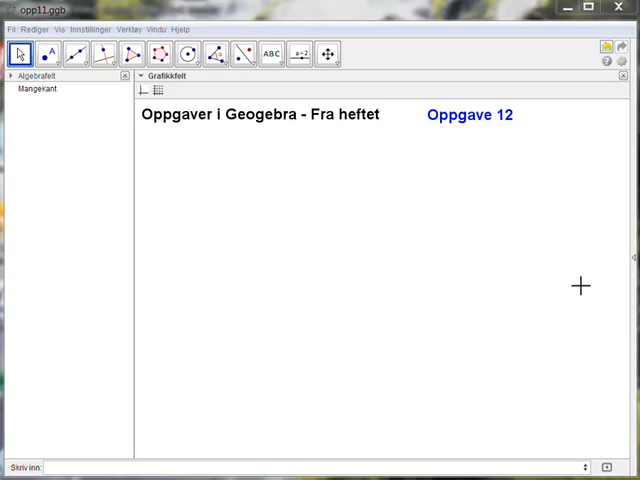 opp11.ggb
Fil Rediger Vis Innstillinger Verktøy Vindu Hjelp
A
ABC
a=2
Algebrafelt
Grafikkfelt
Mangekant
Oppgaver i Geogebra - Fra heftet Oppgave 12
Skriv inn: